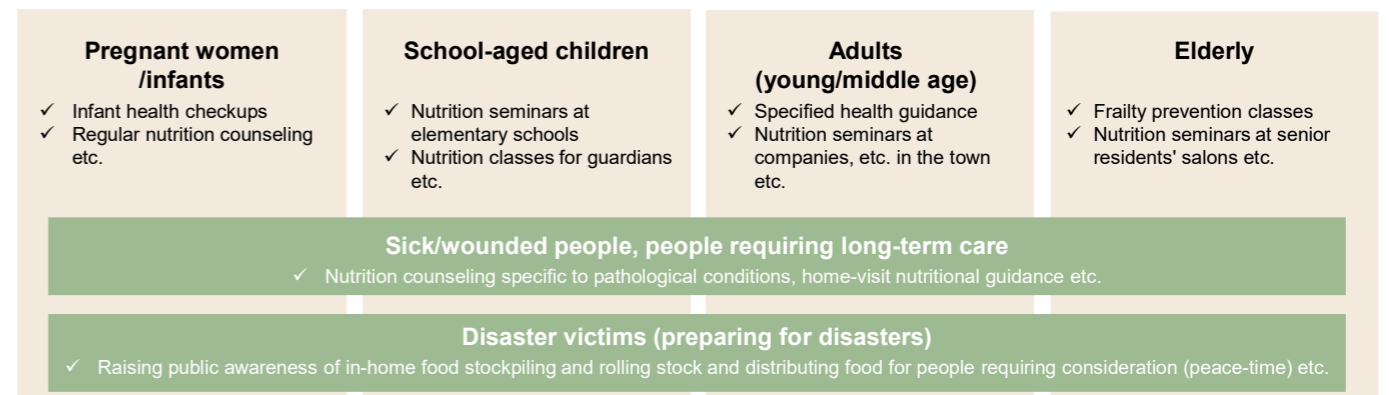 Pregnant women
/infants
✓ Infant health checkups
✓ Regular nutrition counseling
etc.
School-aged children
✓ Nutrition seminars at
elementary schools
✓ Nutrition classes for guardians
etc.
Adults
(young/middle age)
✓ Specified health guidance
✓ Nutrition seminars at
companies, etc. in the town
etc.
Elderly
✓ Frailty prevention classes
✓ Nutrition seminars at senior
residents' salons etc.
Sick/wounded people, people requiring long-term care
✓ Nutrition counseling specific to pathological conditions, home-visit nutritional guidance etc.
Disaster victims (preparing for disasters)
✓ Raising public awareness of in-home food stockpiling and rolling stock and distributing food for people requiring consideration (peace-time) etc.